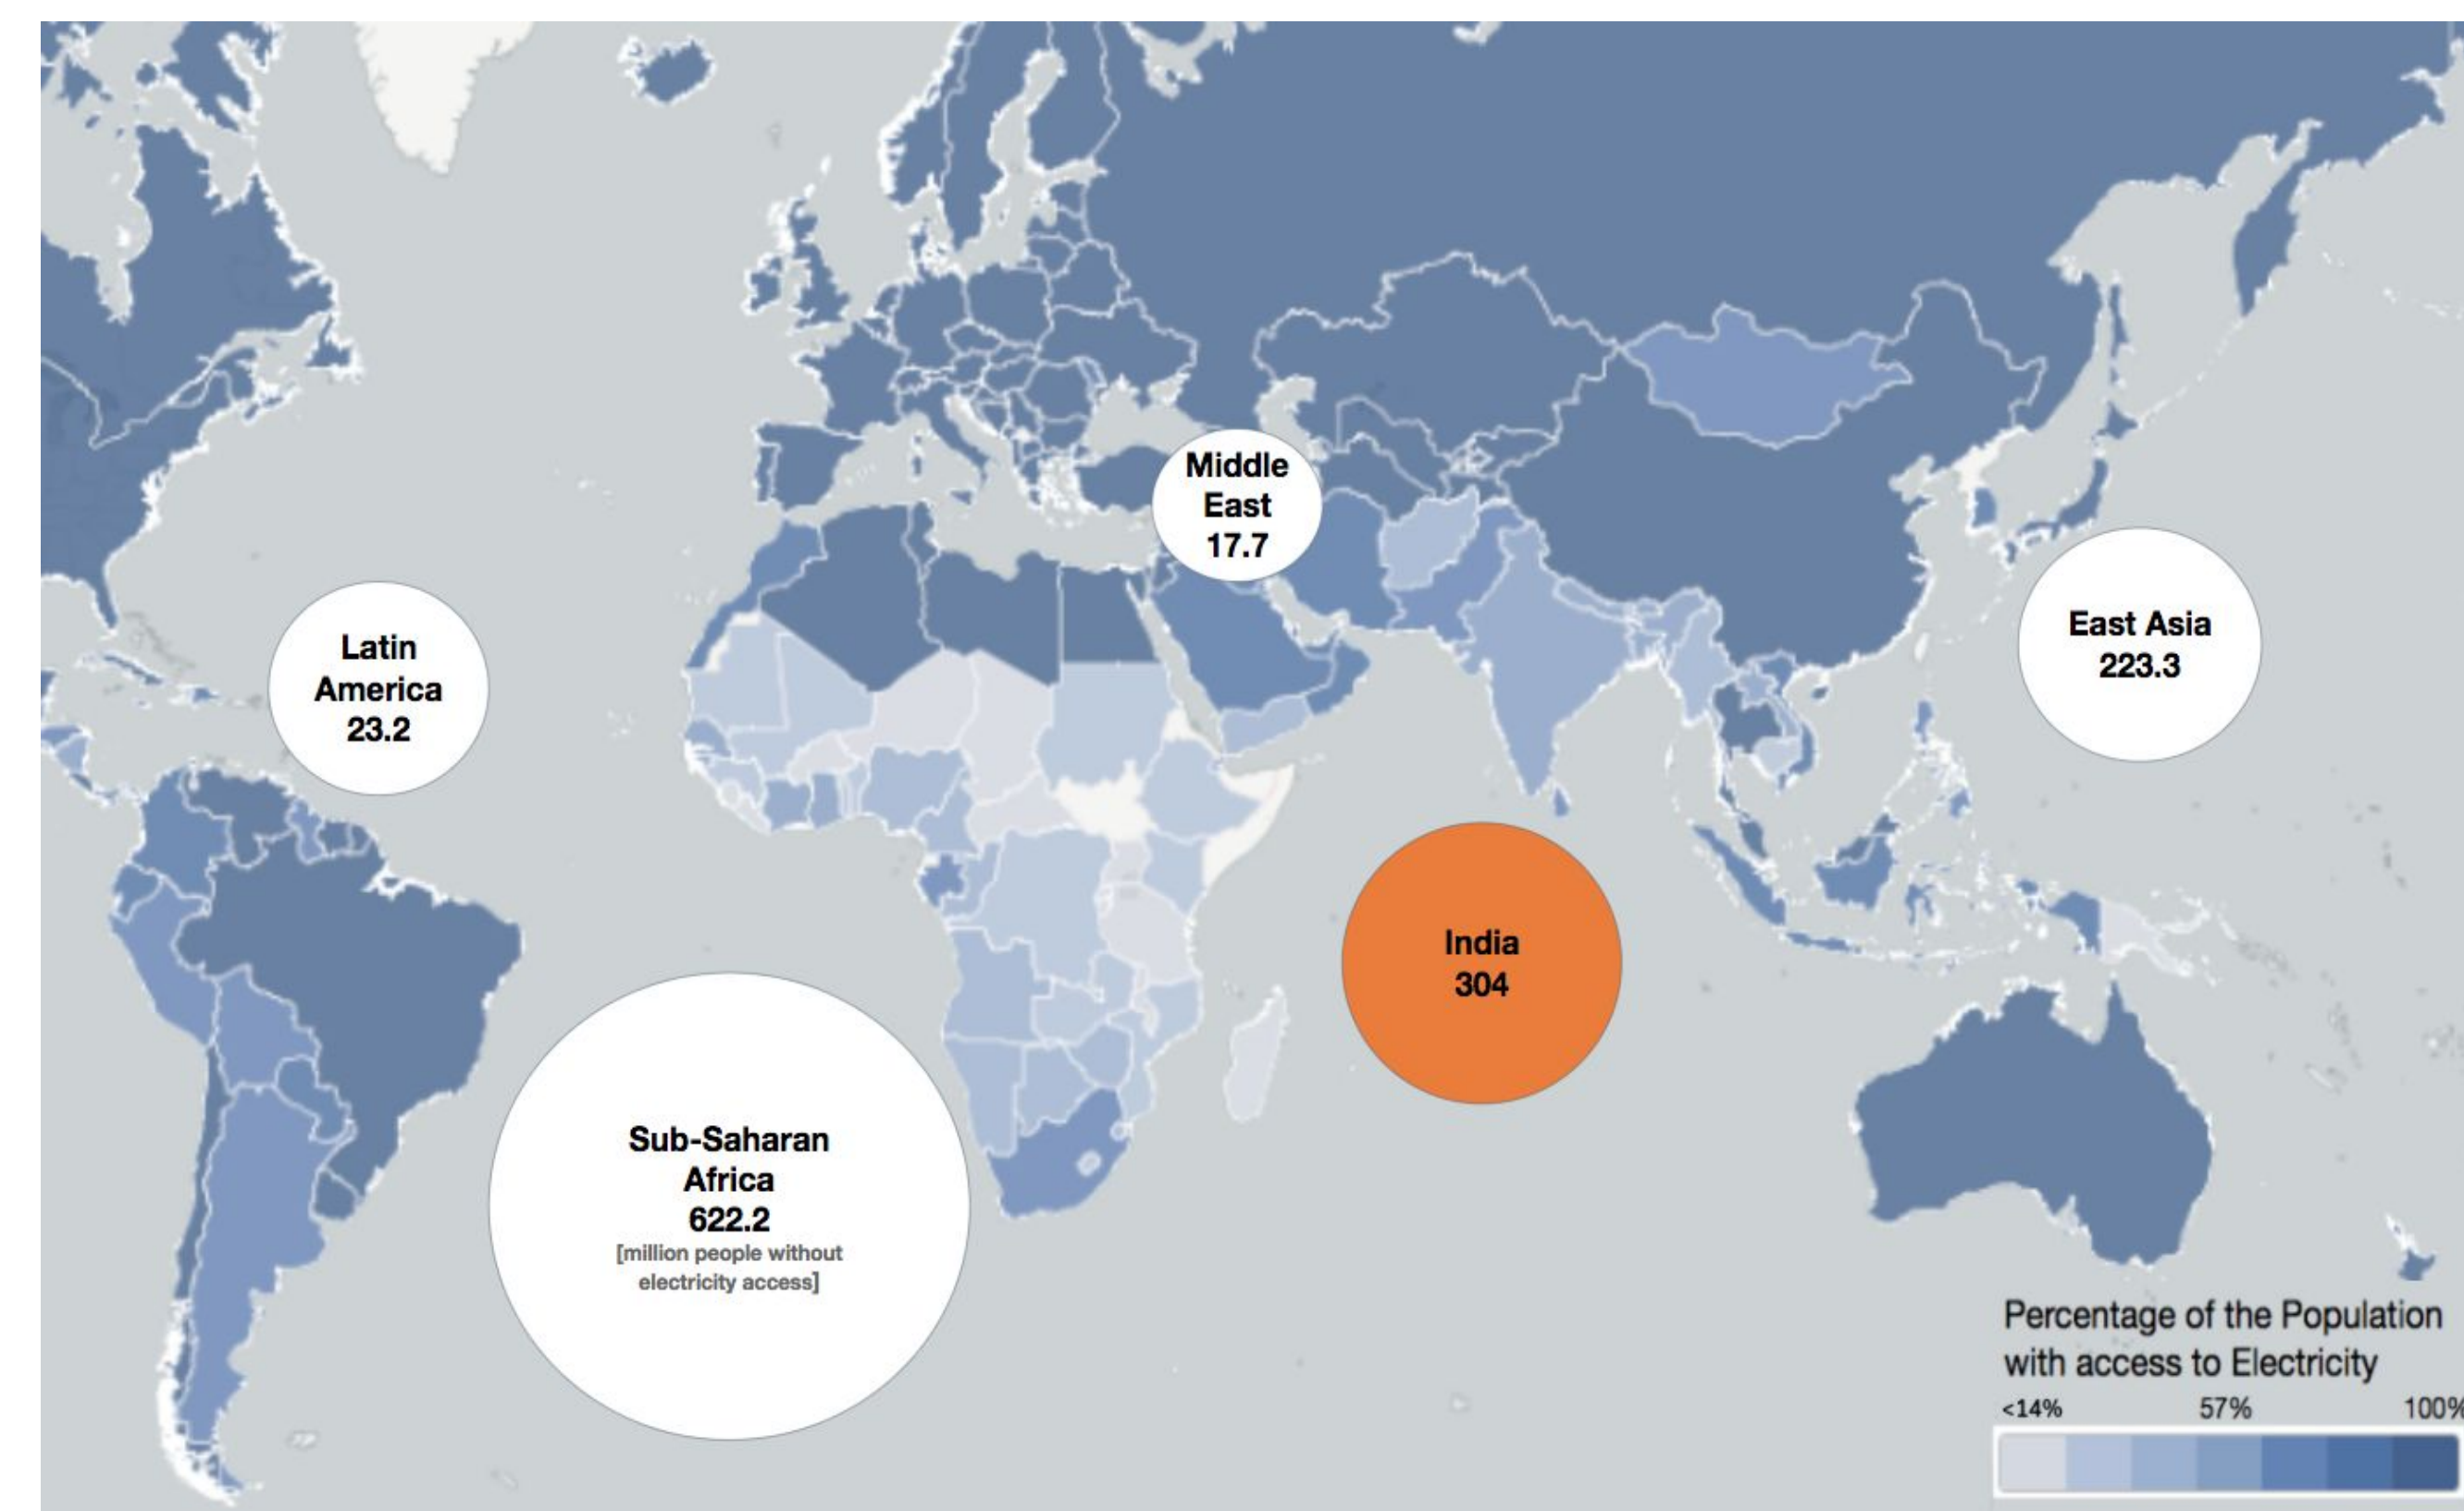 Middle
East
17.7
Latin
America
23.2
East Asia
223.3
India
304
Sub-Saharan
Africa
622.2
[million people without
electricity access]
Percentage of the Population
with access to Electricity
<14% 57% 100%